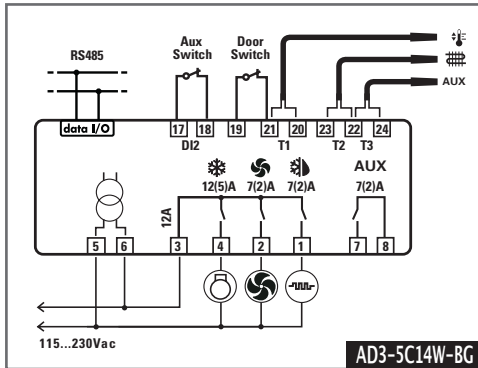 RS485
Aux Switch
Door Switch
AUX
data I/O
17 18 19 21 20 23 22 24
DI2 T1 T2 T3
AUX
12(5)A 7(2)A 7(2)A 7(2)A
12A
5 6 3 4 2 1 7 8
115...230Vac
AD3-5C14W-BG